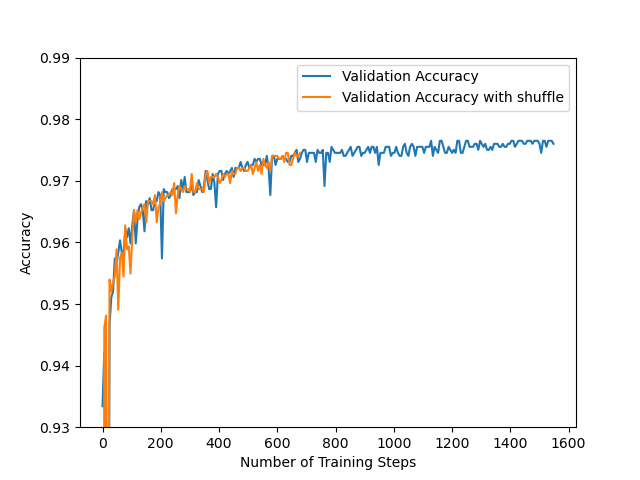 0.99
0.98
0.97
0.96
0.95
0.94
0.93
Accuracy
Validation Accuracy
Validation Accuracy with shuffle
0 200 400 600 800 1000 1200 1400 1600
Number of Training Steps